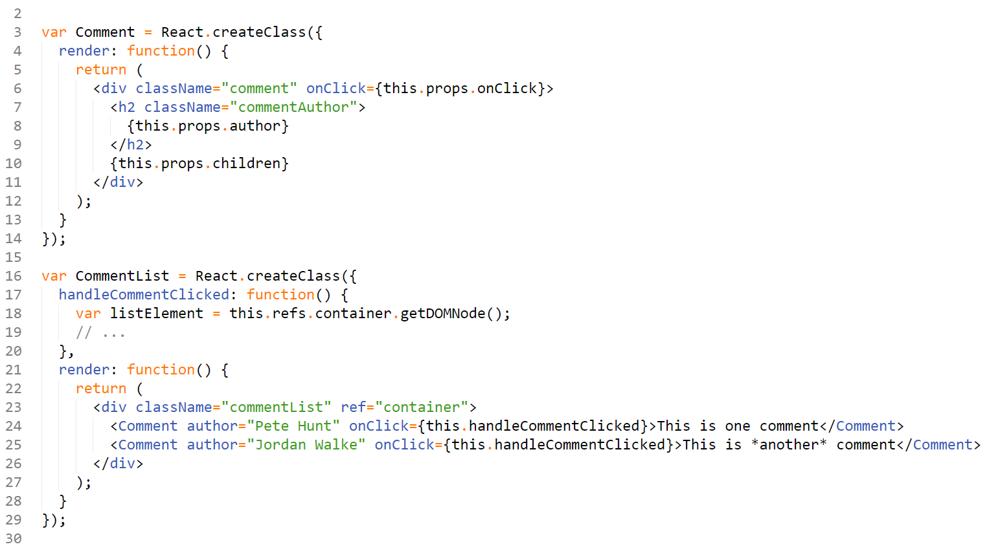 2
3 var Comment = React.createClass({
4   render: function() {
5     return (
6       <div className="comment" onClick={this.props.onClick}>
7         <h2 className="commentAuthor">
8           {this.props.author}
9         </h2>
10         {this.props.children}
11       </div>
12     );
13   }
14 });
15
16 var CommentList = React.createClass({
17   handleCommentClicked: function() {
18     var listElement = this.refs.container.getDOMNode();
19     // ...
20   },
21   render: function() {
22     return (
23       <div className="commentList" ref="container">
24         <Comment author="Pete Hunt" onClick={this.handleCommentClicked}>This is one comment</Comment>
25         <Comment author="Jordan Walke" onClick={this.handleCommentClicked}>This is *another* comment</Comment>
26       </div>
27     );
28   }
29 });
30